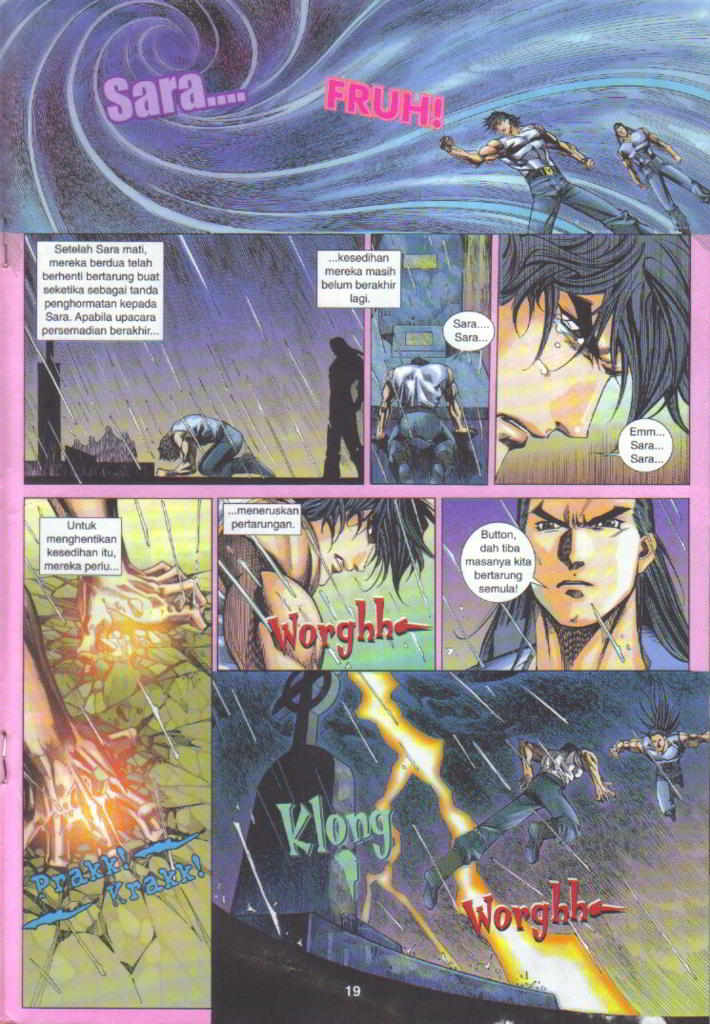 Sara....
FRUH!
Setelah Sara mati,
mereka berdua telah
berhenti bertarung buat
seketika sebagai tanda
penghormatan kepada
Sara. Apabila upacara
persemadian berakhir...
...kesedihan
mereka masih
belum berakhir
lagi.
Sara....
Sara...
Emm...
Sara...
Sara...
Untuk
menghentikan
kesedihan itu,
mereka perlu...
...meneruskan
pertarungan.
Worghh
Button,
dah tiba
masanya kita
bertarung
semula!
Prakk!
Krakk!
Klong
Worghh
19